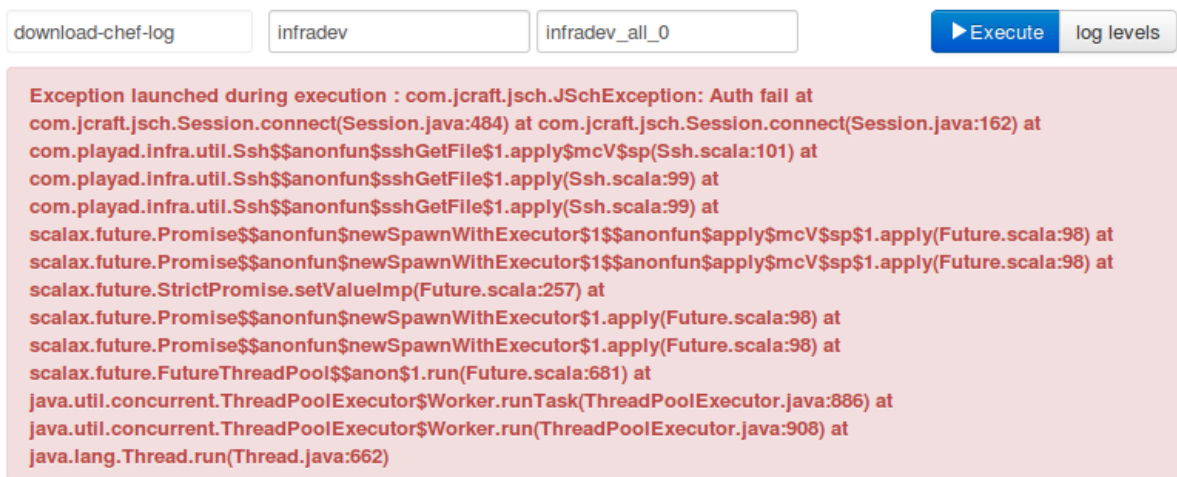 download-chef-log infradev infradev_all_0 Execute log levels
Exception launched during execution : com.jcraft.jsch.JSchException: Auth fail at
com.jcraft.jsch.Session.connect(Session.java:484) at com.jcraft.jsch.Session.connect(Session.java:162) at
com.playad.infra.util.Ssh$$anonfun$sshGetFile$1.apply$mcV$sp(Ssh.scala:101) at
com.playad.infra.util.Ssh$$anonfun$sshGetFile$1.apply(Ssh.scala:99) at
com.playad.infra.util.Ssh$$anonfun$sshGetFile$1.apply(Ssh.scala:99) at
scalax.future.Promise$$anonfun$newSpawnWithExecutor$1$$anonfun$apply$mcV$sp$1.apply(Future.scala:98) at
scalax.future.Promise$$anonfun$newSpawnWithExecutor$1$$anonfun$apply$mcV$sp$1.apply(Future.scala:98) at
scalax.future.StrictPromise.setValueImp(Future.scala:257) at
scalax.future.Promise$$anonfun$newSpawnWithExecutor$1.apply(Future.scala:98) at
scalax.future.Promise$$anonfun$newSpawnWithExecutor$1.apply(Future.scala:98) at
scalax.future.FutureThreadPool$$anon$1.run(Future.scala:681) at
java.util.concurrent.ThreadPoolExecutor$Worker.runTask(ThreadPoolExecutor.java:886) at
java.util.concurrent.ThreadPoolExecutor$Worker.run(ThreadPoolExecutor.java:908) at
java.lang.Thread.run(Thread.java:662)